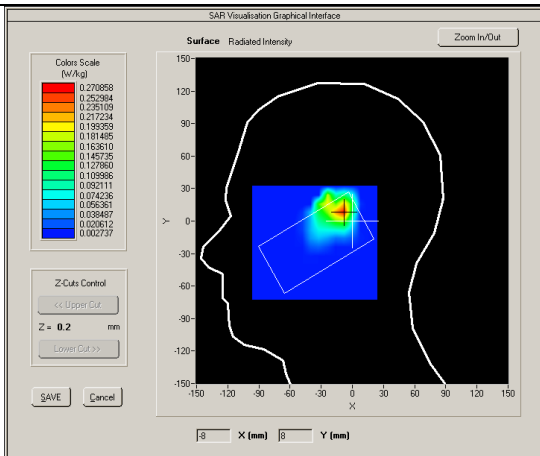 SAR Visualisation Graphical Interface
Surface Radiated Intensity
Zoom In/Out
Colors Scale
(W/kg)
0.270858
0.252984
0.235109
0.217234
0.199359
0.181485
0.163610
0.145735
0.127860
0.109986
0.092111
0.074236
0.056361
0.038487
0.020612
0.002737
Z-Cuts Control
<< Upper Cut
Z = 0.2 mm
Lower Cut >>
SAVE Cancel
Y
150-
120-
90-
60-
30-
0-
-30-
-60-
-90-
-120-
-150-
-150 -120 -90 -60 -30 0 30 60 90 120 150
X
-8 X (mm) 8 Y (mm)